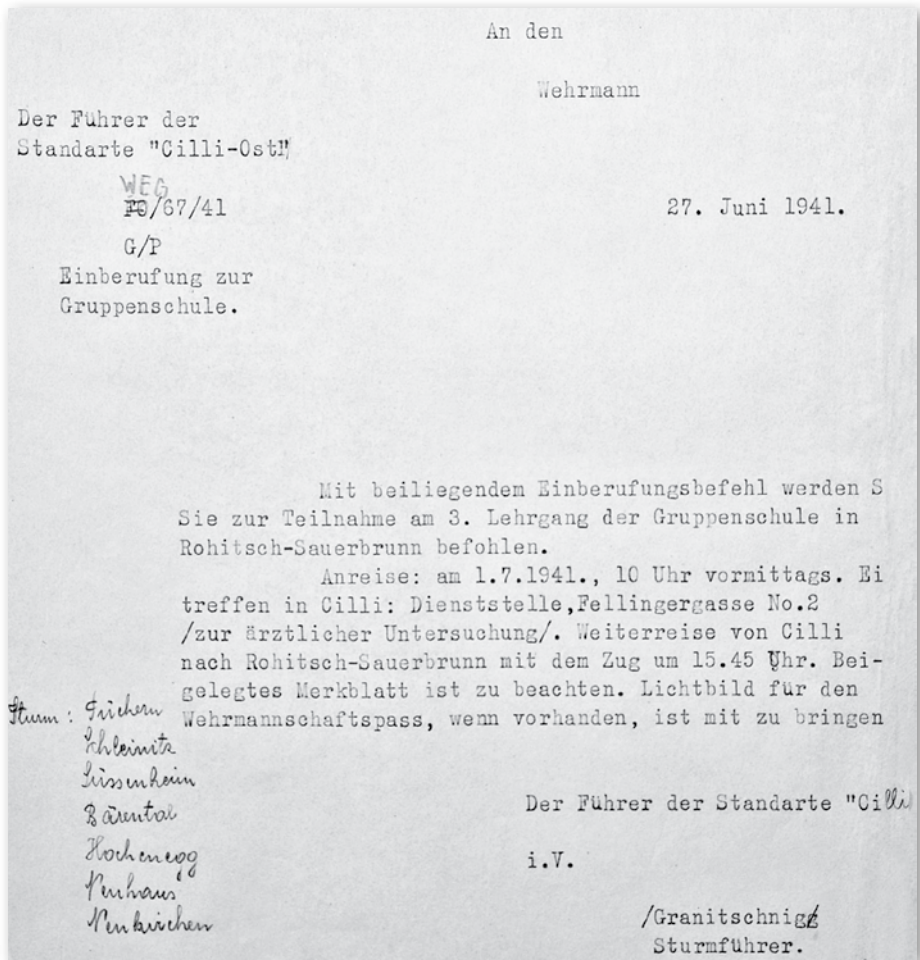 An den
Wehrmann
Der Führer der
Standarte "Cilli-Ost"
WEG
/67/41
27. Juni 1941.
G/P
Einberufung zur
Gruppenschule.
Mit beiliegendem Einberufungsbefehl werden S
Sie zur Teilnahme am 3. Lehrgang der Gruppenschule in
Rohitsch-Sauerbrunn befohlen.
Anreise: am 1.7.1941., 10 Uhr vormittags. Ei
treffen in Cilli: Dienststelle,Fellingergasse No.2
/zur ärztlicher Untersuchung/. Weiterreise von Cilli
nach Rohitsch-Sauerbrunn mit dem Zug um 15.45 Uhr. Bei-
gelegtes Merkblatt ist zu beachten. Lichtbild für den
Wehrmannschaftspass, wenn vorhanden, ist mit zu bringen
Sturm: Tüchern
Schleinitz
Süssenheim
Bärental
Hochenegg
Neuhaus
Neukirchen
Der Führer der Standarte "Cilli
i.V.
/Granitschnigg/
Sturmführer.